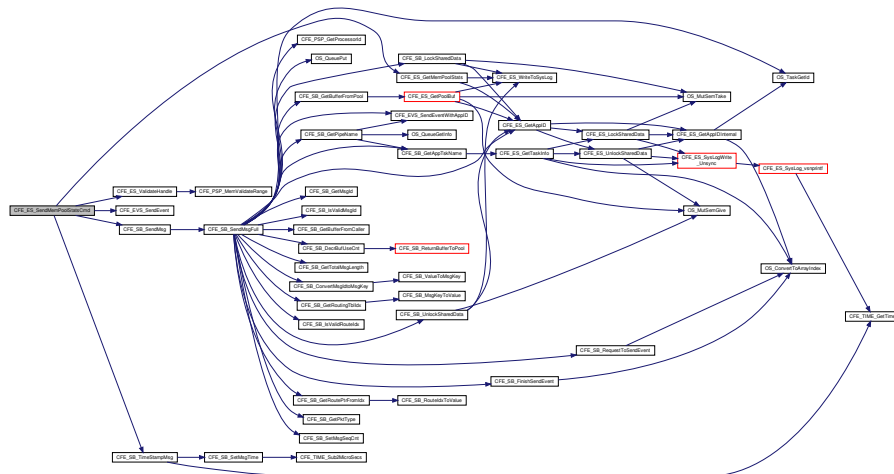 CFE_PSP_GetProcessorId
OS_QueuePut
CFE_SB_LockSharedData
CFE_ES_GetMemPoolStats
CFE_ES_WriteToSysLog
OS_TaskGetId
CFE_SB_GetBufferFromPool
CFE_ES_GetPoolBuf
OS_MutSemTake
CFE_EVS_SendEventWithAppID
CFE_ES_GetAppID
CFE_SB_GetPipeName
OS_QueueGetInfo
CFE_ES_LockSharedData
CFE_ES_GetAppIDInternal
CFE_SB_GetAppTskName
CFE_ES_GetTaskInfo
CFE_ES_UnlockSharedData
CFE_ES_SysLogWrite
_Unsync
CFE_ES_SysLog_vsnprintf
CFE_ES_ValidateHandle
CFE_PSP_MemValidateRange
CFE_SB_GetMsgId
CFE_ES_SendMemPoolStatsCmd
CFE_EVS_SendEvent
CFE_SB_IsValidMsgId
OS_MutSemGive
CFE_SB_SendMsg
CFE_SB_SendMsgFull
CFE_SB_GetBufferFromCaller
CFE_SB_DecrBufUseCnt
CFE_SB_ReturnBufferToPool
CFE_SB_GetTotalMsgLength
OS_ConvertToArrayIndex
CFE_SB_ConvertMsgIdtoMsgKey
CFE_SB_ValueToMsgKey
CFE_SB_GetRoutingTblIdx
CFE_SB_MsgKeyToValue
CFE_SB_UnlockSharedData
CFE_TIME_GetTime
CFE_SB_IsValidRouteIdx
CFE_SB_RequestToSendEvent
CFE_SB_FinishSendEvent
CFE_SB_GetRoutePtrFromIdx
CFE_SB_RouteIdxToValue
CFE_SB_GetPktType
CFE_SB_SetMsgSeqCnt
CFE_SB_TimeStampMsg
CFE_SB_SetMsgTime
CFE_TIME_Sub2MicroSecs